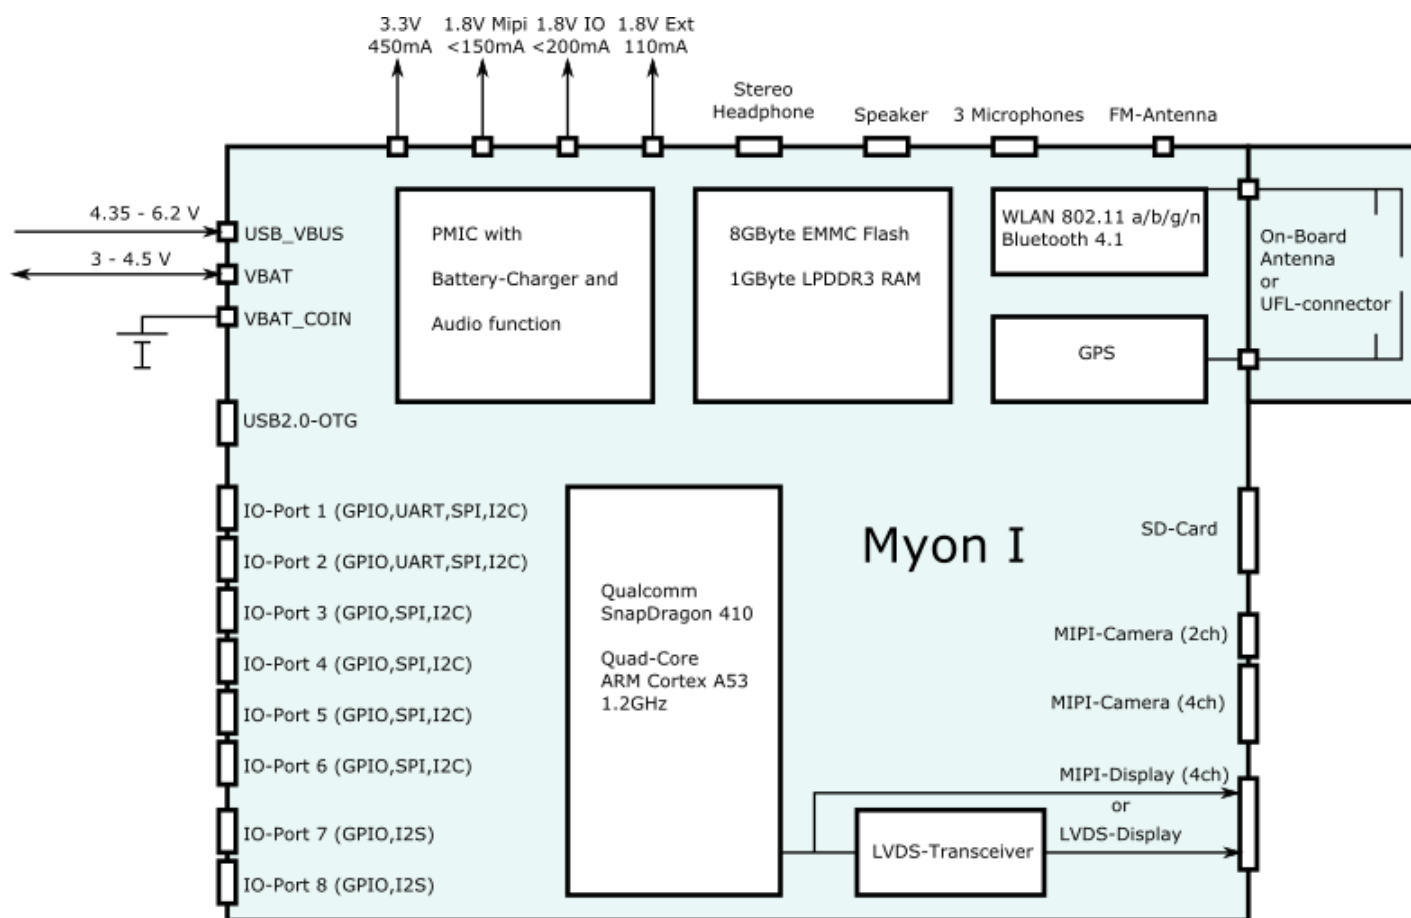 3.3V
450mA
1.8V Mipi
<150mA
1.8V IO
<200mA
1.8V Ext
110mA
Stereo
Headphone
Speaker
3 Microphones
FM-Antenna
4.35 - 6.2 V
USB_VBUS
3 - 4.5 V
VBAT
VBAT_COIN
PMIC with
Battery-Charger and
Audio function
8GByte EMMC Flash
1GByte LPDDR3 RAM
WLAN 802.11 a/b/g/n
Bluetooth 4.1
GPS
On-Board
Antenna
or
UFL-connector
USB2.0-OTG
IO-Port 1 (GPIO,UART,SPI,I2C)
IO-Port 2 (GPIO,UART,SPI,I2C)
IO-Port 3 (GPIO,SPI,I2C)
IO-Port 4 (GPIO,SPI,I2C)
IO-Port 5 (GPIO,SPI,I2C)
IO-Port 6 (GPIO,SPI,I2C)
IO-Port 7 (GPIO,I2S)
IO-Port 8 (GPIO,I2S)
Qualcomm
SnapDragon 410
Quad-Core
ARM Cortex A53
1.2GHz
Myon I
SD-Card
MIPI-Camera (2ch)
MIPI-Camera (4ch)
MIPI-Display (4ch)
or
LVDS-Display
LVDS-Transceiver